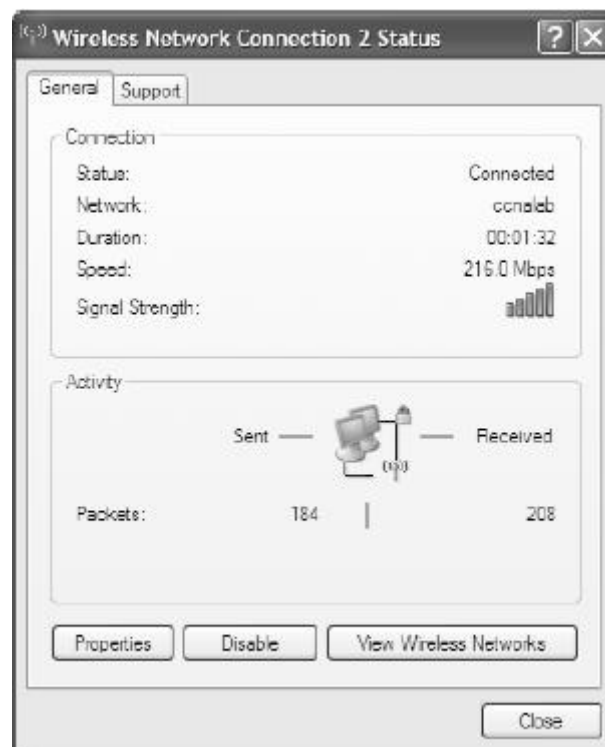 Wireless Network Connection 2 Status
General
Support
Connection
Status: Connected
Network: ccnalab
Duration: 00:01:32
Speed: 216.0 Mbps
Signal Strength:
Activity
Sent Received
Packets: 184 208
Properties
Disable
View Wireless Networks
Close